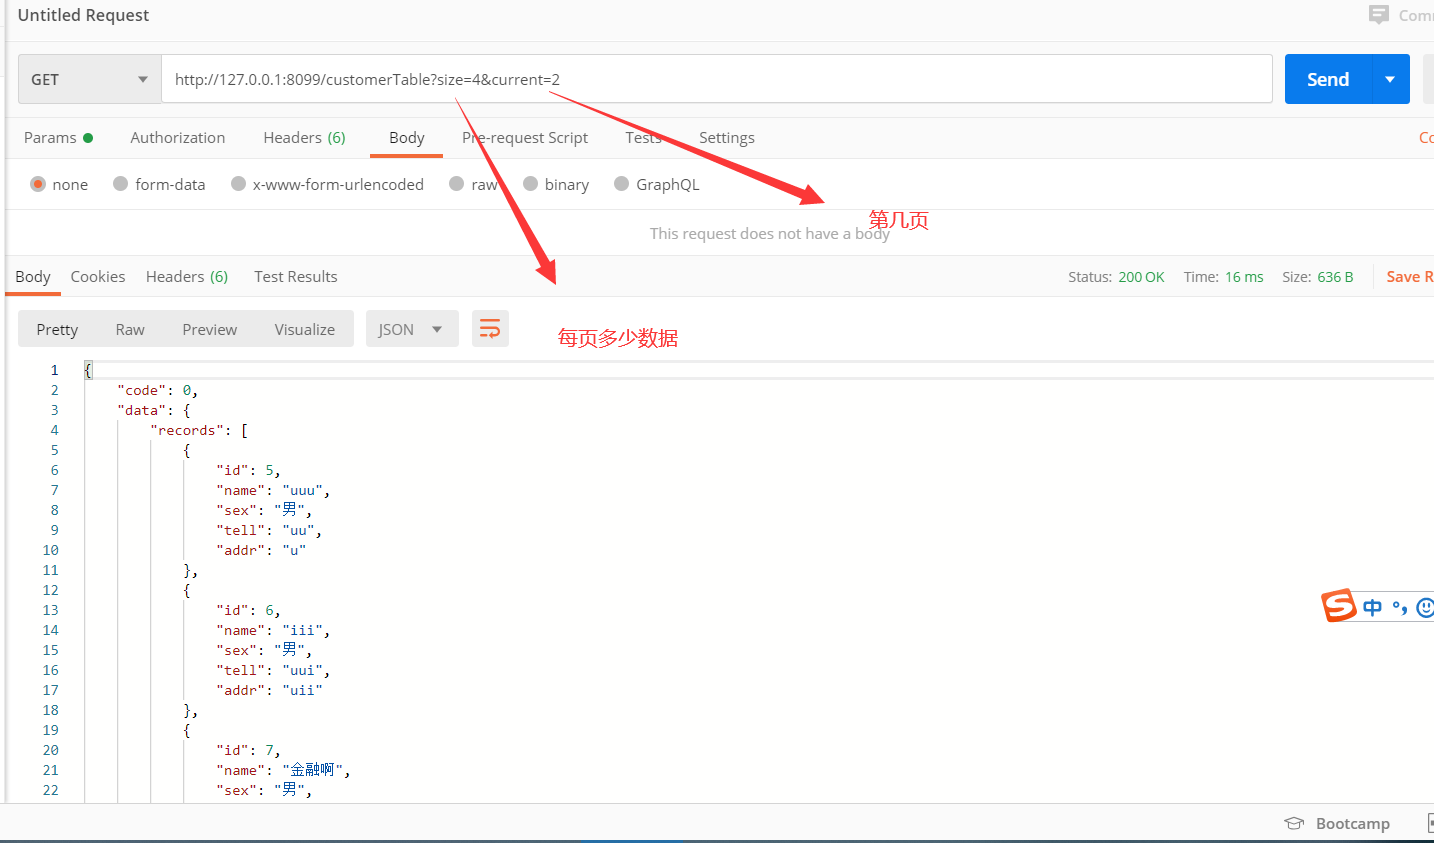 Untitled Request
Com
GET http://127.0.0.1:8099/customerTable?size=4&current=2 Send
Params Authorization Headers (6) Body Pre-request Script Tests Settings Co
none form-data x-www-form-urlencoded raw binary GraphQL
第几页
This request does not have a body
Body Cookies Headers (6) Test Results Status: 200 OK Time: 16 ms Size: 636 B Save R
Pretty Raw Preview Visualize JSON
每页多少数据
1 {
2 "code": 0,
3 "data": {
4 "records": [
5 {
6 "id": 5,
7 "name": "uuu",
8 "sex": "男",
9 "tell": "uu",
10 "addr": "u"
11 },
12 {
13 "id": 6,
14 "name": "iii",
15 "sex": "男",
16 "tell": "uui",
17 "addr": "uii"
18 },
19 {
20 "id": 7,
21 "name": "金融啊",
22 "sex": "男",
S 中 °,
Bootcamp